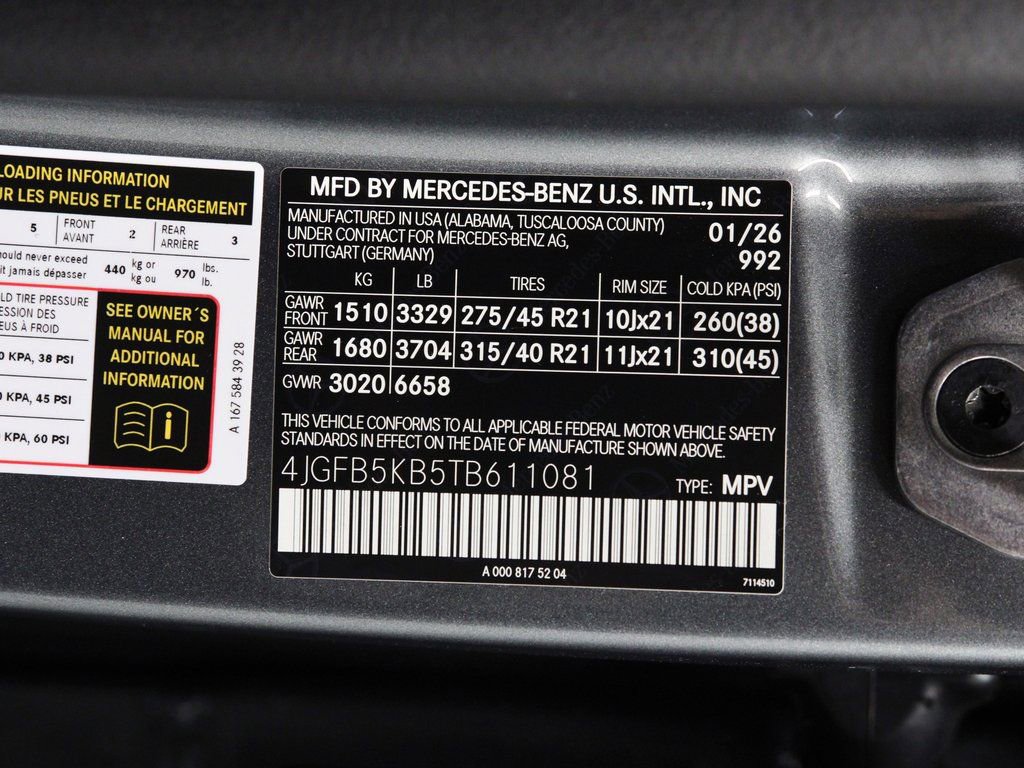 LOADING INFORMATION
LES PNEUS ET LE CHARGEMENT
5 FRONT AVANT 2 REAR ARRIÈRE 3
should never exceed
jamais dépasser 440 kg or kg ou 970 lbs. lb.
TIRE PRESSURE
DES
À FROID
KPA, 38 PSI
KPA, 45 PSI
KPA, 60 PSI
SEE OWNER´S
MANUAL FOR
ADDITIONAL
INFORMATION
i
A 167 584 39 28
MFD BY MERCEDES-BENZ U.S. INTL., INC
MANUFACTURED IN USA (ALABAMA, TUSCALOOSA COUNTY)
UNDER CONTRACT FOR MERCEDES-BENZ AG,
STUTTGART (GERMANY)
01/26
992
KG LB TIRES RIM SIZE COLD KPA (PSI)
GAWR FRONT 1510 3329 275/45 R21 10Jx21 260(38)
GAWR REAR 1680 3704 315/40 R21 11Jx21 310(45)
GVWR 3020 6658
THIS VEHICLE CONFORMS TO ALL APPLICABLE FEDERAL MOTOR VEHICLE SAFETY
STANDARDS IN EFFECT ON THE DATE OF MANUFACTURE SHOWN ABOVE.
4JGFB5KB5TB611081 TYPE: MPV
A 000 817 52 04
7114510